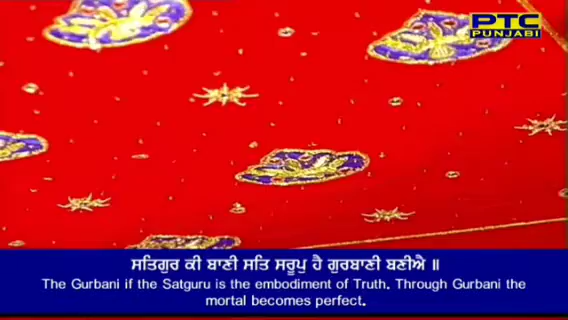 PTC
PUNJABI
ਸਤਿਗੁਰ ਕੀ ਬਾਣੀ ਸਤਿ ਸਰੂਪੁ ਹੈ ਗੁਰਬਾਣੀ ਬਣੀਐ ॥
The Gurbani if the Satguru is the embodiment of Truth. Through Gurbani the
mortal becomes perfect.